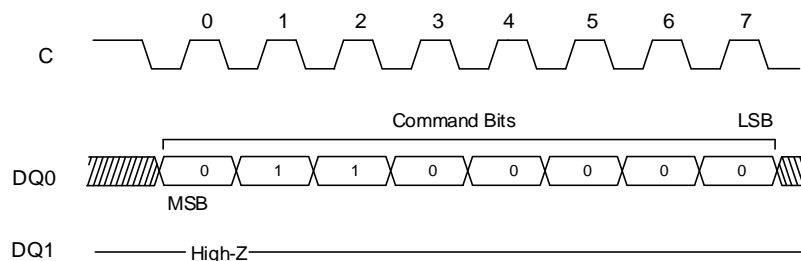 0 1 2 3 4 5 6 7
C
Command Bits LSB
DQ0 0 1 1 0 0 0 0 0
MSB
DQ1 High-Z